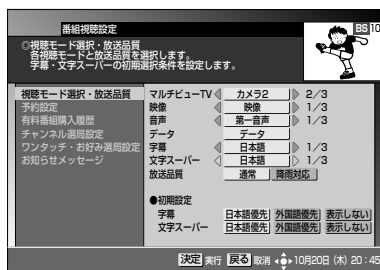 番組視聴設定
BS 10
◎視聴モード選択・放送品質
各視聴モードと放送品質を
選択します。
字幕・文字スーパーの初期選択条件を設定します。
視聴モード選択・放送品質
予約設定
有料番組購入履歴
チャンネル選局設定
ワンタッチ・お好み選局設定
お知らせメッセージ
マルチビューTV カメラ2 2/3
映像 映像 1/3
音声 第一音声 1/3
データ データ
字幕 日本語 1/3
文字スーパー 日本語 1/3
放送品質 通常 降雨対応
●初期設定
字幕 日本語優先 外国語優先 表示しない
文字スーパー 日本語優先 外国語優先 表示しない
決定 実行 戻る 取消 10月20日 (木) 20:45